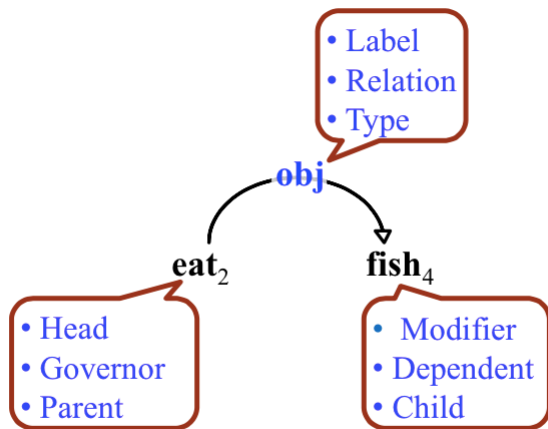 • Label
• Relation
• Type
obj
eat₂
fish₄
• Head
• Governor
• Parent
• Modifier
• Dependent
• Child